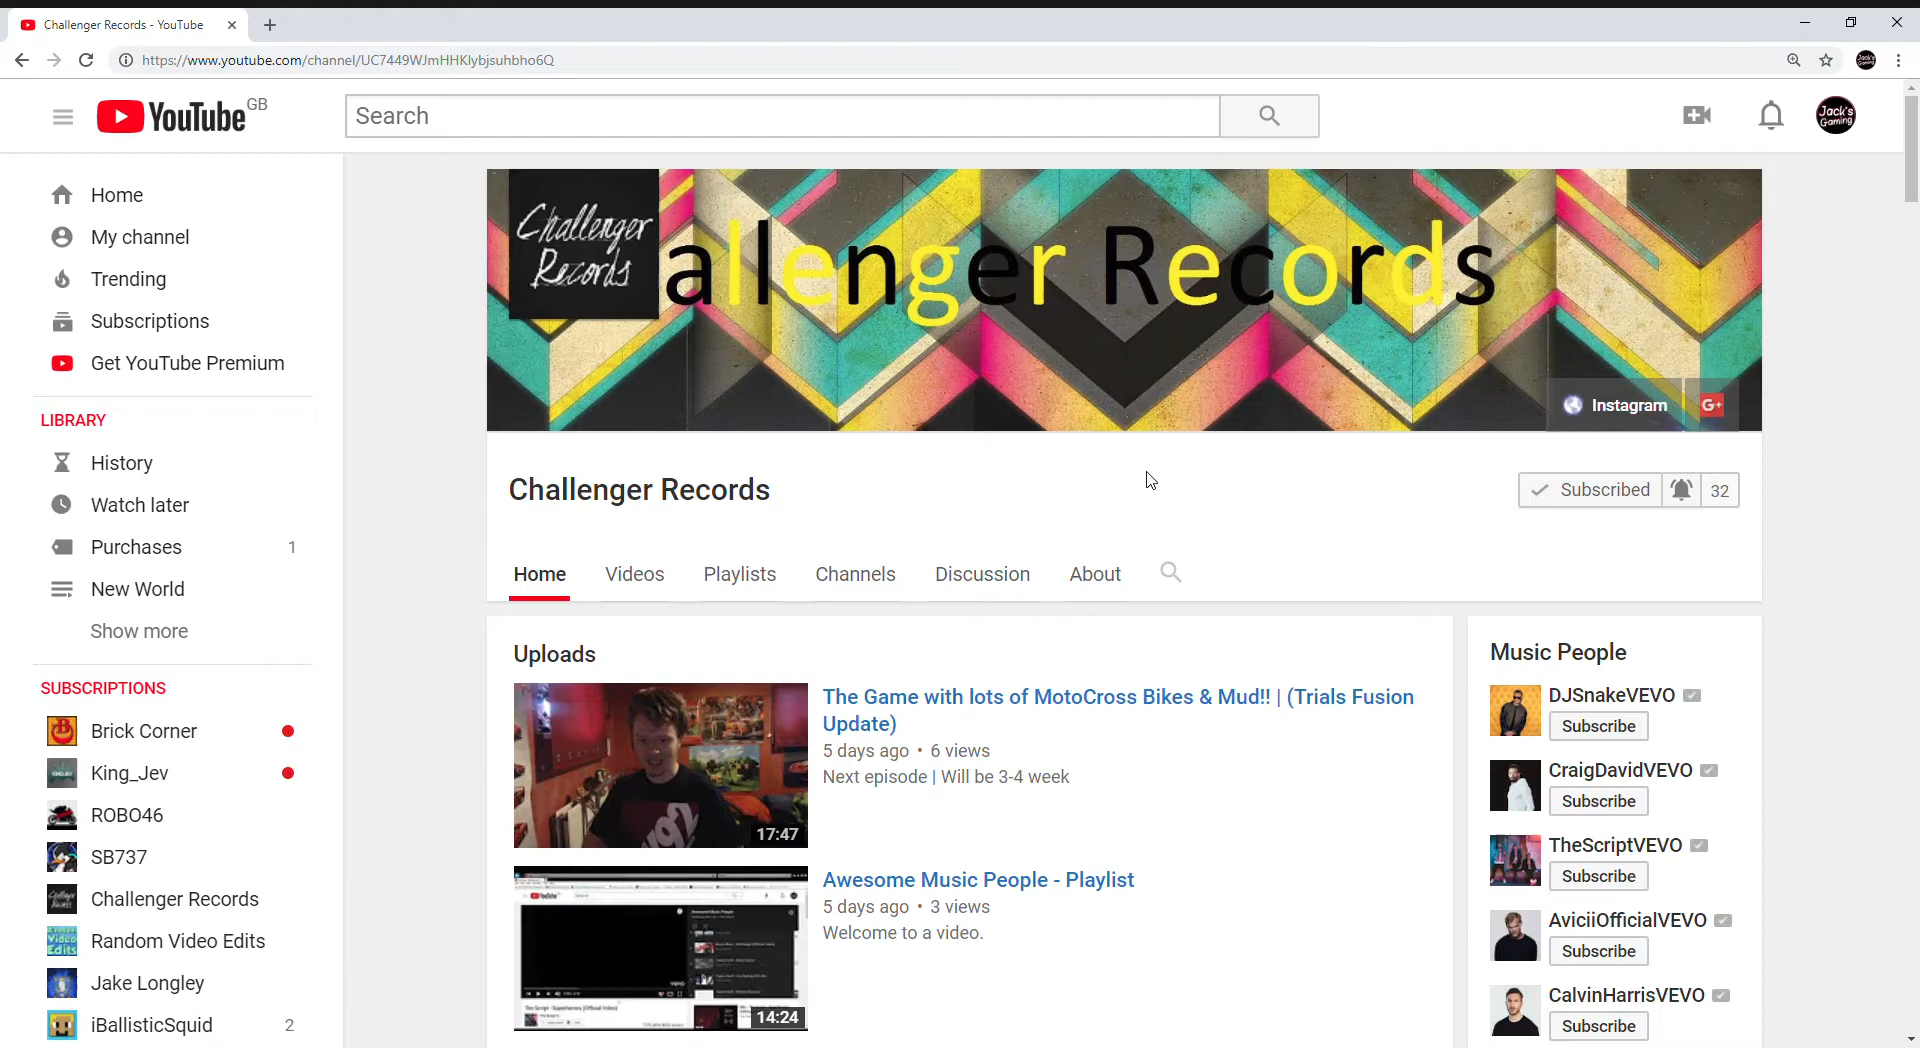 Challenger Records - YouTube
https://www.youtube.com/channel/UC7449WJmHHKlybjsuhbho6Q
YouTube GB
Search
Jack's Gaming
Home
My channel
Trending
Subscriptions
Get YouTube Premium
LIBRARY
History
Watch later
Purchases 1
New World
Show more
SUBSCRIPTIONS
Brick Corner
King_Jev
ROBO46
SB737
Challenger Records
Random Video Edits
Jake Longley
iBallisticSquid 2
Challenger
Records
allenger Records
Instagram G+
Challenger Records
Subscribed 32
Home Videos Playlists Channels Discussion About
Uploads
The Game with lots of MotoCross Bikes & Mud!! | (Trials Fusion
Update)
5 days ago • 6 views
Next episode | Will be 3-4 week
17:47
Awesome Music People - Playlist
5 days ago • 3 views
Welcome to a video.
14:24
Music People
DJSnakeVEVO
Subscribe
CraigDavidVEVO
Subscribe
TheScriptVEVO
Subscribe
AviciiOfficialVEVO
Subscribe
CalvinHarrisVEVO
Subscribe